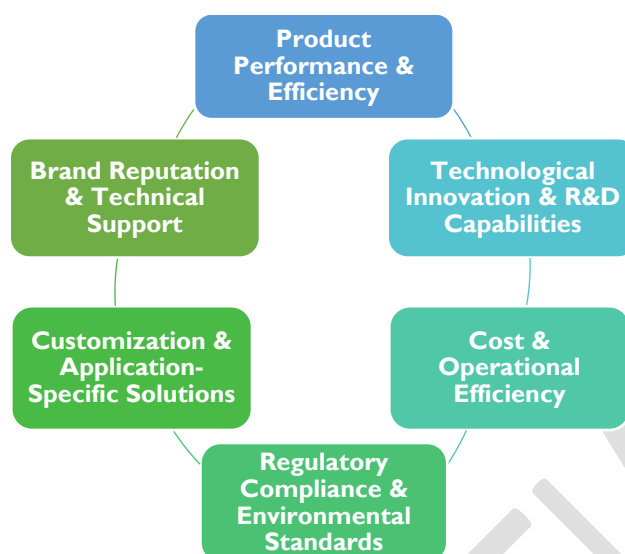 Product
Performance &
Efficiency
Technological
Innovation & R&D
Capabilities
Cost &
Operational
Efficiency
Regulatory
Compliance &
Environmental
Standards
Customization &
Application-
Specific Solutions
Brand Reputation
& Technical
Support